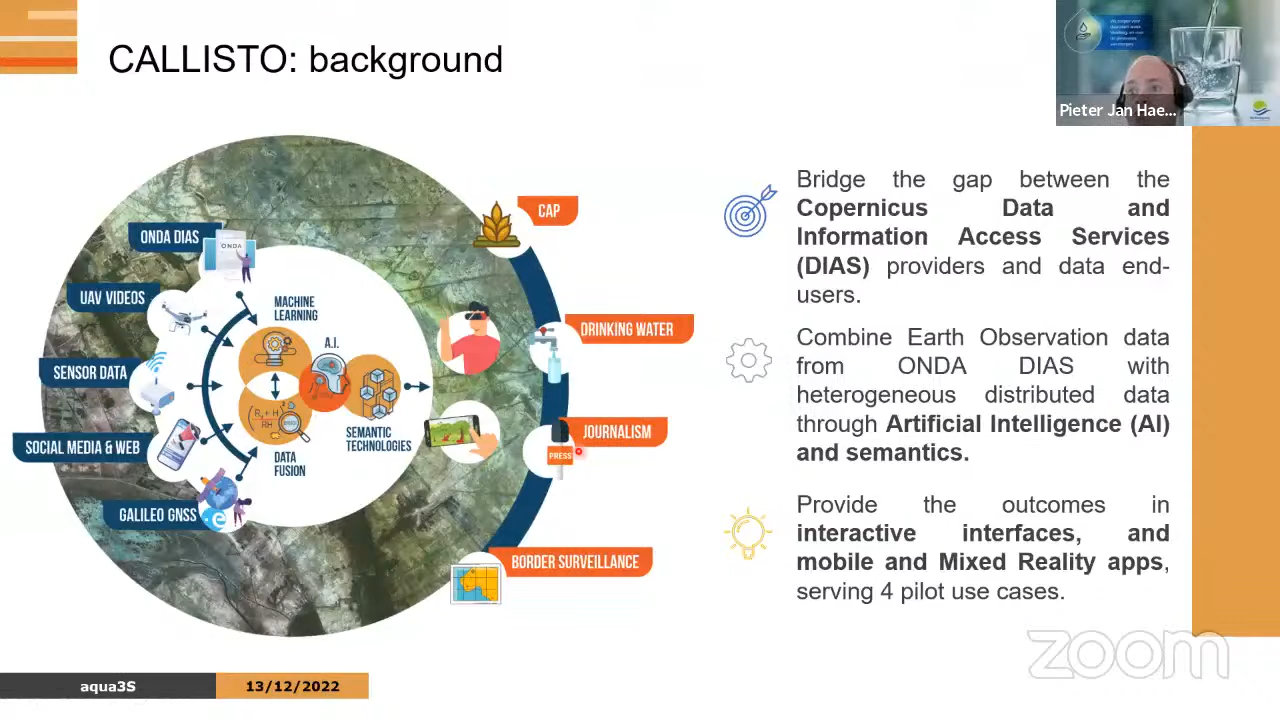 CALLISTO: background
Pieter Jan Hae...
ONDA DIAS
ONDA
UAV VIDEOS
SENSOR DATA
SOCIAL MEDIA & WEB
GALILEO GNSS
MACHINE
LEARNING
A.I.
DATA
FUSION
SEMANTIC
TECHNOLOGIES
CAP
DRINKING WATER
JOURNALISM
PRESS
BORDER SURVEILLANCE
Bridge the gap between the
Copernicus Data and
Information Access Services
(DIAS) providers and data end-
users.
Combine Earth Observation data
from ONDA DIAS with
heterogeneous distributed data
through Artificial Intelligence (AI)
and semantics.
Provide the outcomes in
interactive interfaces, and
mobile and Mixed Reality apps,
serving 4 pilot use cases.
zoom
aqua3S
13/12/2022